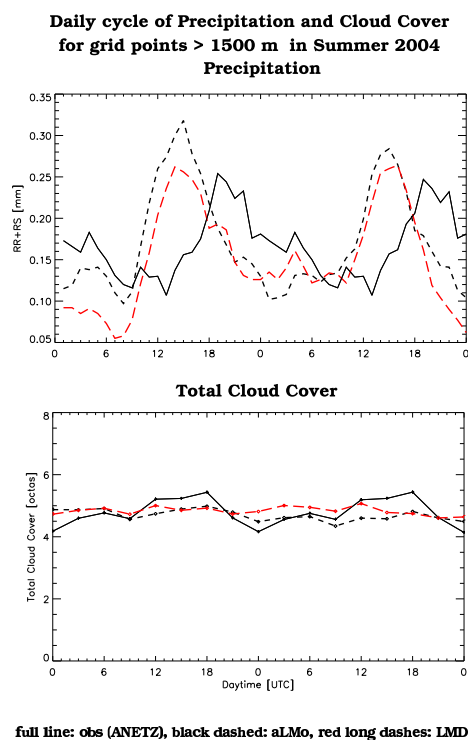 Daily cycle of Precipitation and Cloud Cover
for grid points > 1500 m in Summer 2004
Precipitation
0.35
0.30
0.25
0.20
0.15
0.10
0.05
RR+RS [mm]
0 6 12 18 0 6 12 18 0
Total Cloud Cover
8
6
4
2
0
Total Cloud Cover [octas]
0 6 12 18 0 6 12 18 0
Daytime [UTC]
full line: obs (ANETZ), black dashed: aLMo, red long dashes: LMD